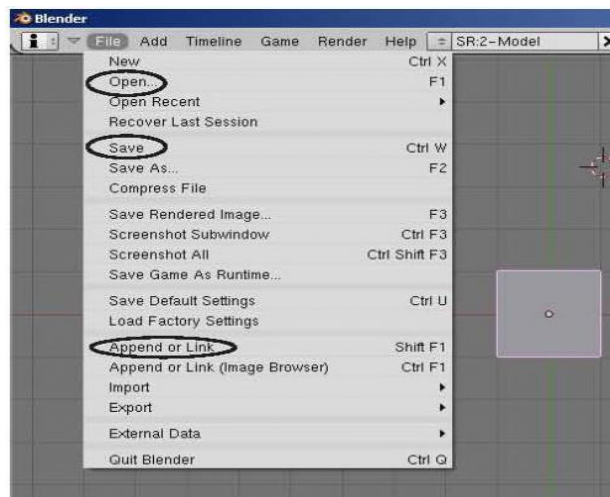 Blender
File Add Timeline Game Render Help SR:2-Model X
New Ctrl X
Open... F1
Open Recent
Recover Last Session
Save Ctrl W
Save As... F2
Compress File
Save Rendered Image... F3
Screenshot Subwindow Ctrl F3
Screenshot All Ctrl Shift F3
Save Game As Runtime...
Save Default Settings Ctrl U
Load Factory Settings
Append or Link Shift F1
Append or Link (Image Browser) Ctrl F1
Import
Export
External Data
Quit Blender Ctrl Q